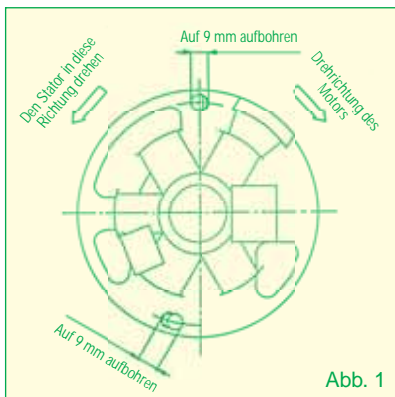 Auf 9 mm aufbohren
Den Stator in diese
Richtung drehen
Drehrichtung des
Motors
Auf 9 mm aufbohren
Abb. 1